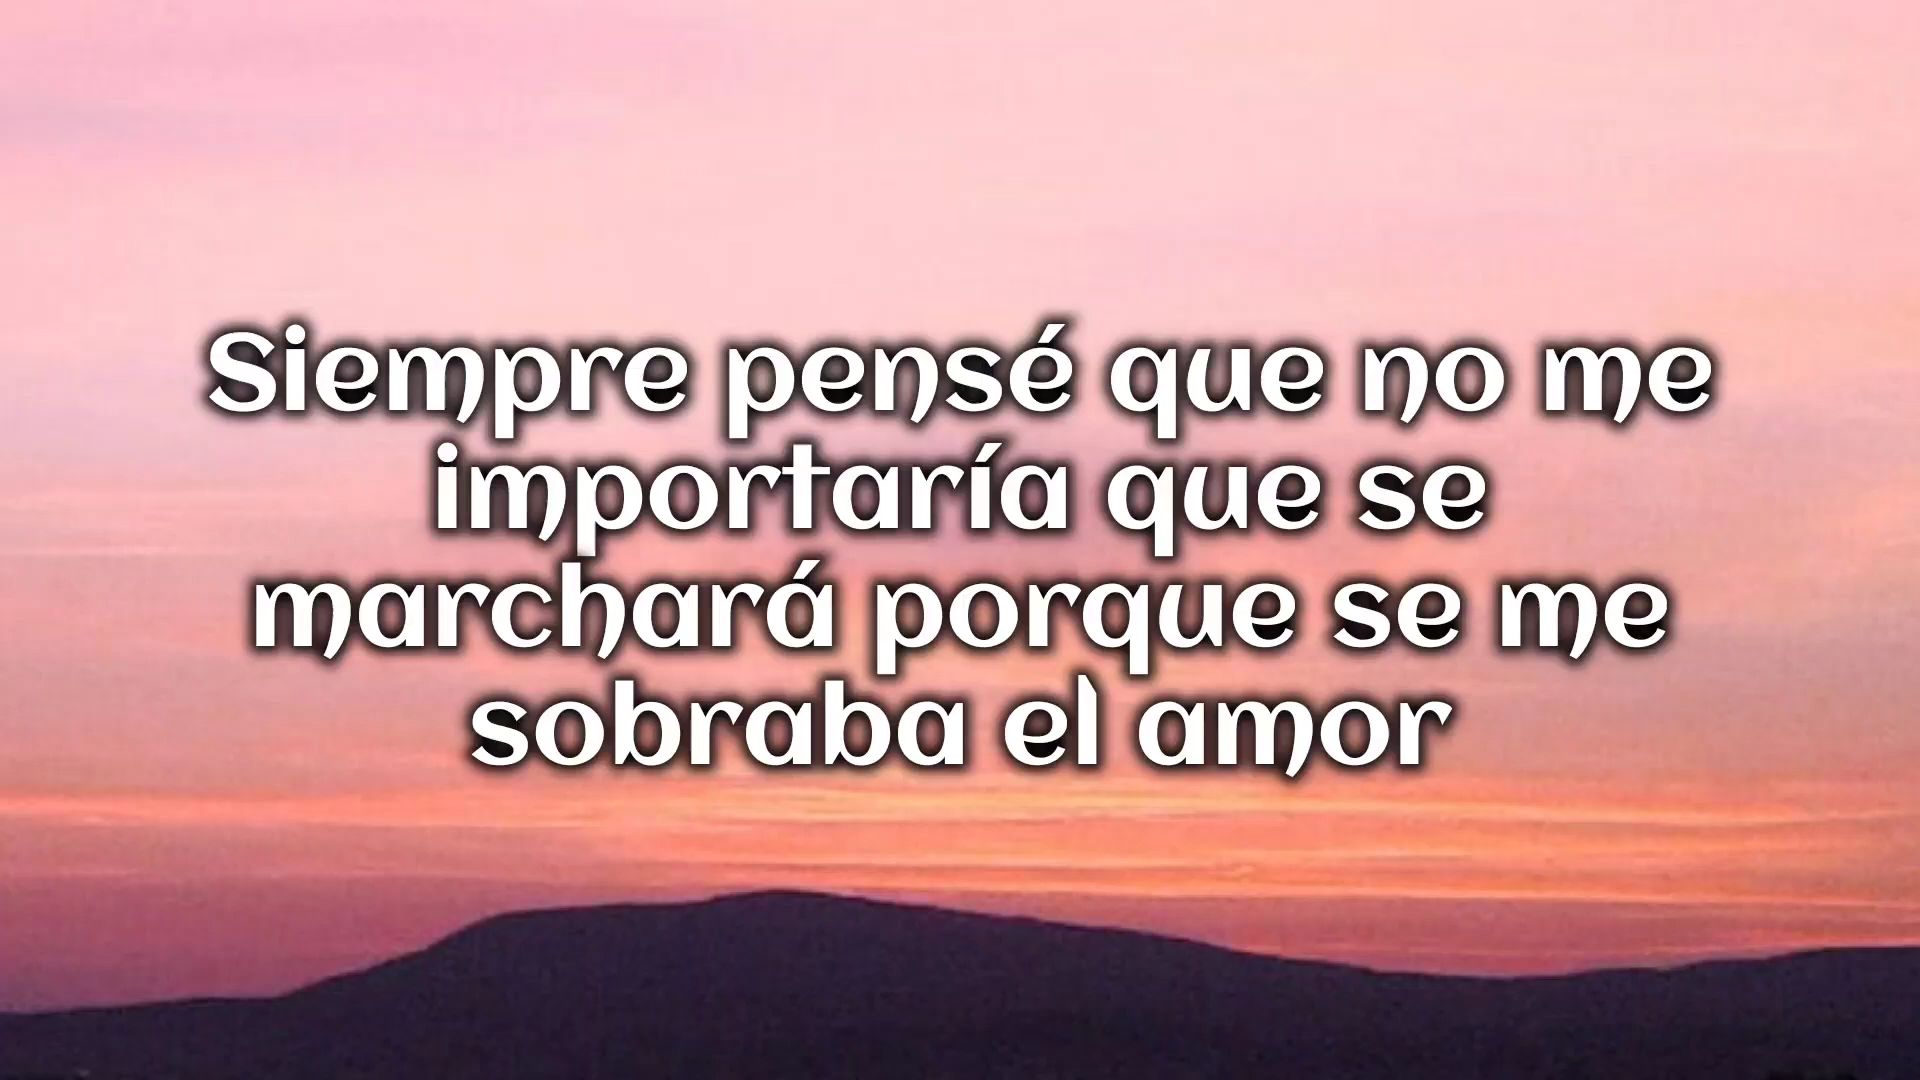 Siempre pensé que no me
importaría que se
marchará porque se me
sobraba el amor